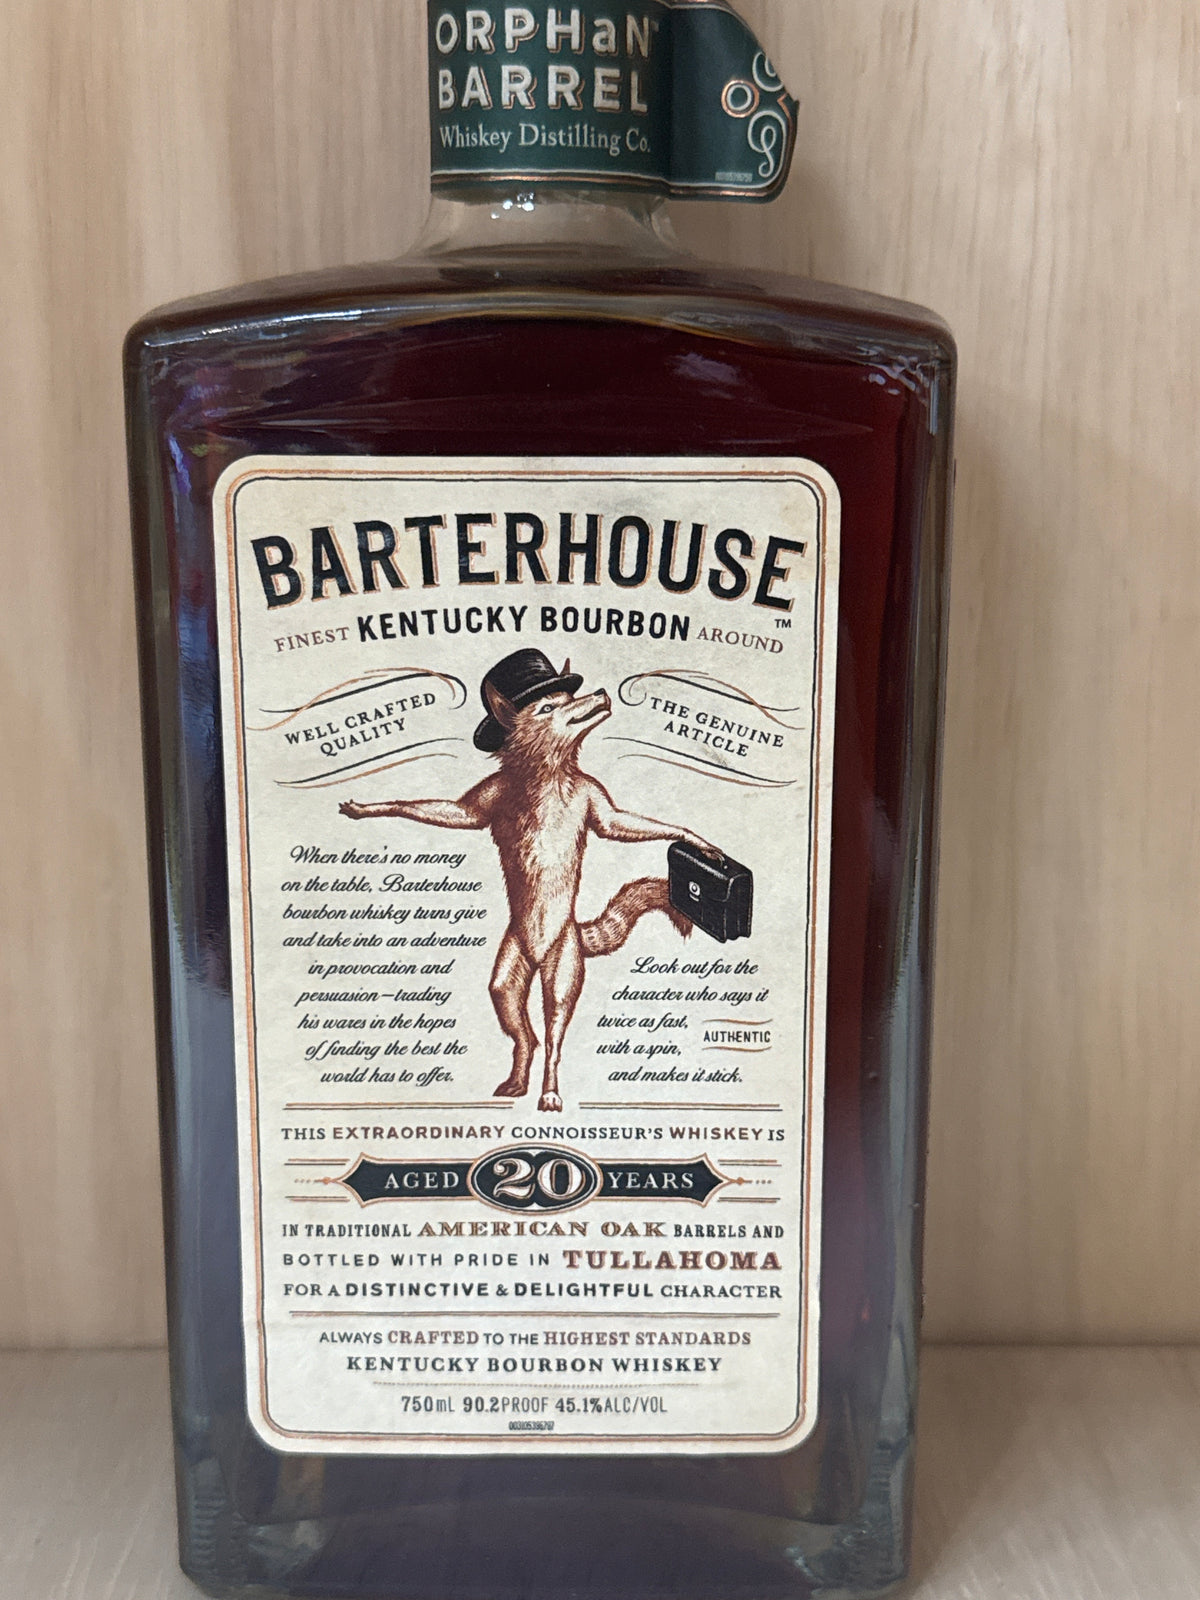 ORPHaN
BARREL
Whiskey Distilling Co.
BARTERHOUSE™
FINEST KENTUCKY BOURBON AROUND
WELL CRAFTED
QUALITY
THE GENUINE
ARTICLE
When there's no money
on the table, Barterhouse
bourbon whiskey turns give
and take into an adventure
in provocation and
persuasion—trading
his wares in the hopes
of finding the best the
world has to offer.
Look out for the
character who says it
twice as fast,
with a spin,
AUTHENTIC
and makes it stick.
THIS EXTRAORDINARY CONNOISSEUR'S WHISKEY IS
AGED 20 YEARS
IN TRADITIONAL AMERICAN OAK BARRELS AND
BOTTLED WITH PRIDE IN TULLAHOMA
FOR A DISTINCTIVE & DELIGHTFUL CHARACTER
ALWAYS CRAFTED TO THE HIGHEST STANDARDS
KENTUCKY BOURBON WHISKEY
750mL 90.2PROOF 45.1%ALC/VOL